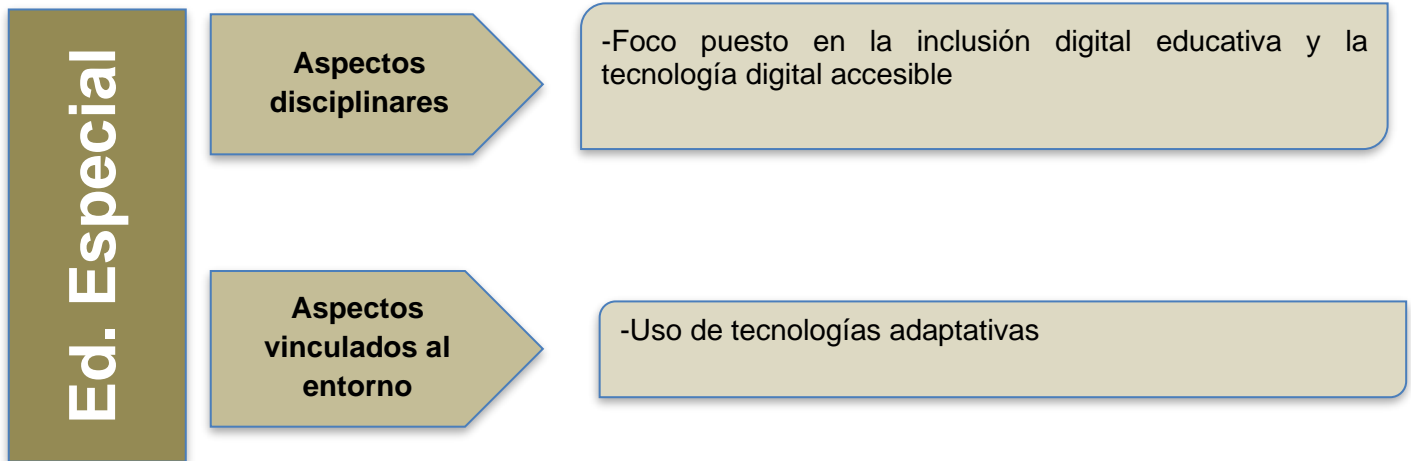 Ed. Especial
Aspectos
disciplinares
-Foco puesto en la inclusión digital educativa y la
tecnología digital accesible
Aspectos
vinculados al
entorno
-Uso de tecnologías adaptativas